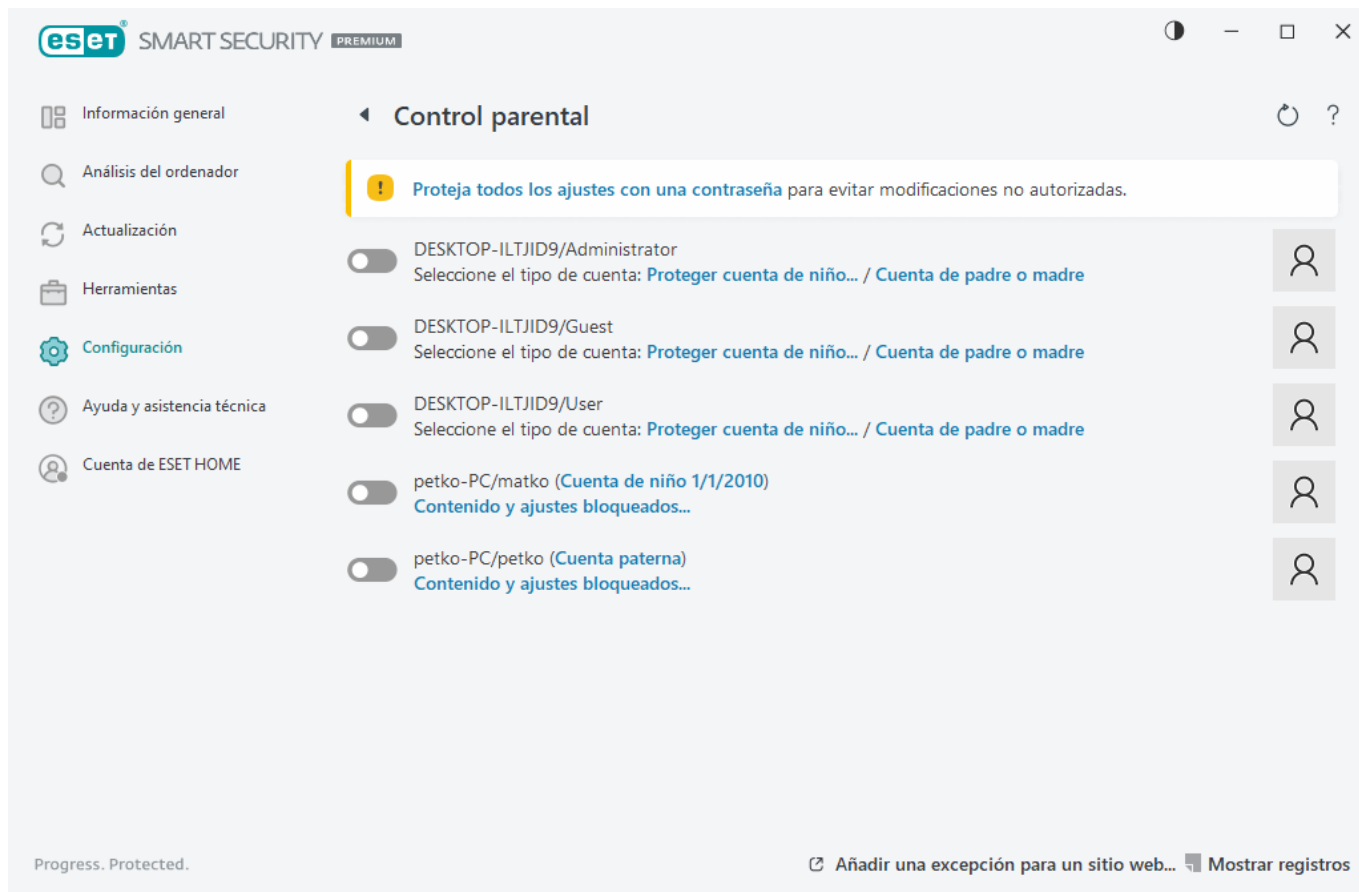 eset® SMART SECURITY PREMIUM
Información general
Análisis del ordenador
Actualización
Herramientas
Configuración
Ayuda y asistencia técnica
Cuenta de ESET HOME
Control parental
?
! Proteja todos los ajustes con una contraseña para evitar modificaciones no autorizadas.
DESKTOP-ILTJID9/Administrator
Seleccione el tipo de cuenta: Proteger cuenta de niño... / Cuenta de padre o madre
DESKTOP-ILTJID9/Guest
Seleccione el tipo de cuenta: Proteger cuenta de niño... / Cuenta de padre o madre
DESKTOP-ILTJID9/User
Seleccione el tipo de cuenta: Proteger cuenta de niño... / Cuenta de padre o madre
petko-PC/matko (Cuenta de niño 1/1/2010)
Contenido y ajustes bloqueados...
petko-PC/petko (Cuenta paterna)
Contenido y ajustes bloqueados...
Progress. Protected.
Añadir una excepción para un sitio web... Mostrar registros